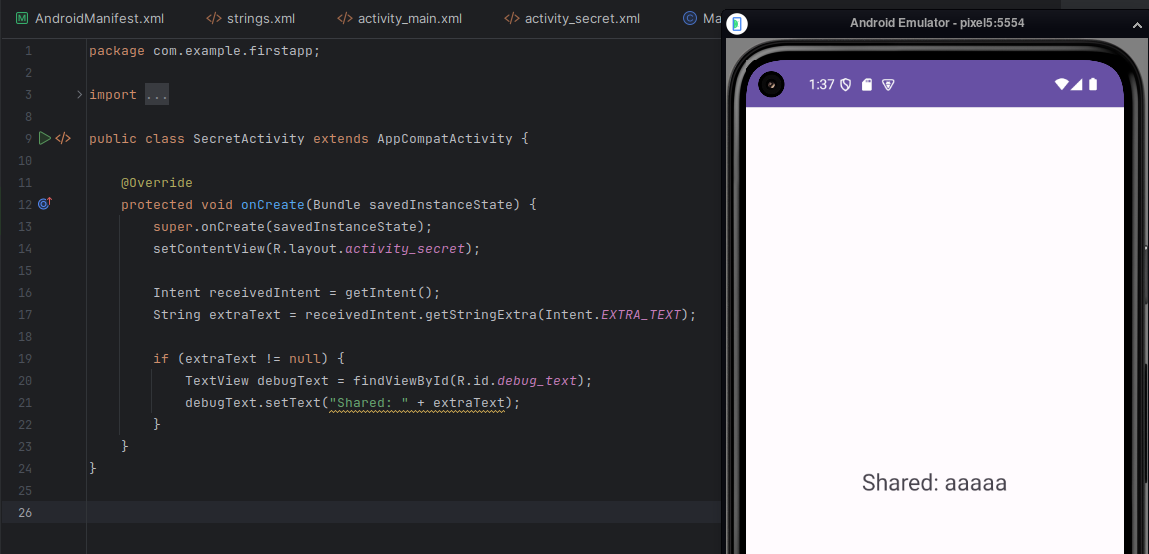 AndroidManifest.xml
strings.xml
activity_main.xml
activity_secret.xml
Android Emulator - pixel5:5554
1 package com.example.firstapp;
2
3 import ...
8
9 public class SecretActivity extends AppCompatActivity {
10
11 @Override
12 protected void onCreate(Bundle savedInstanceState) {
13 super.onCreate(savedInstanceState);
14 setContentView(R.layout.activity_secret);
15
16 Intent receivedIntent = getIntent();
17 String extraText = receivedIntent.getStringExtra(Intent.EXTRA_TEXT);
18
19 if (extraText != null) {
20 TextView debugText = findViewById(R.id.debug_text);
21 debugText.setText("Shared: " + extraText);
22 }
23 }
24 }
25
26
1:37
Shared: aaaaa